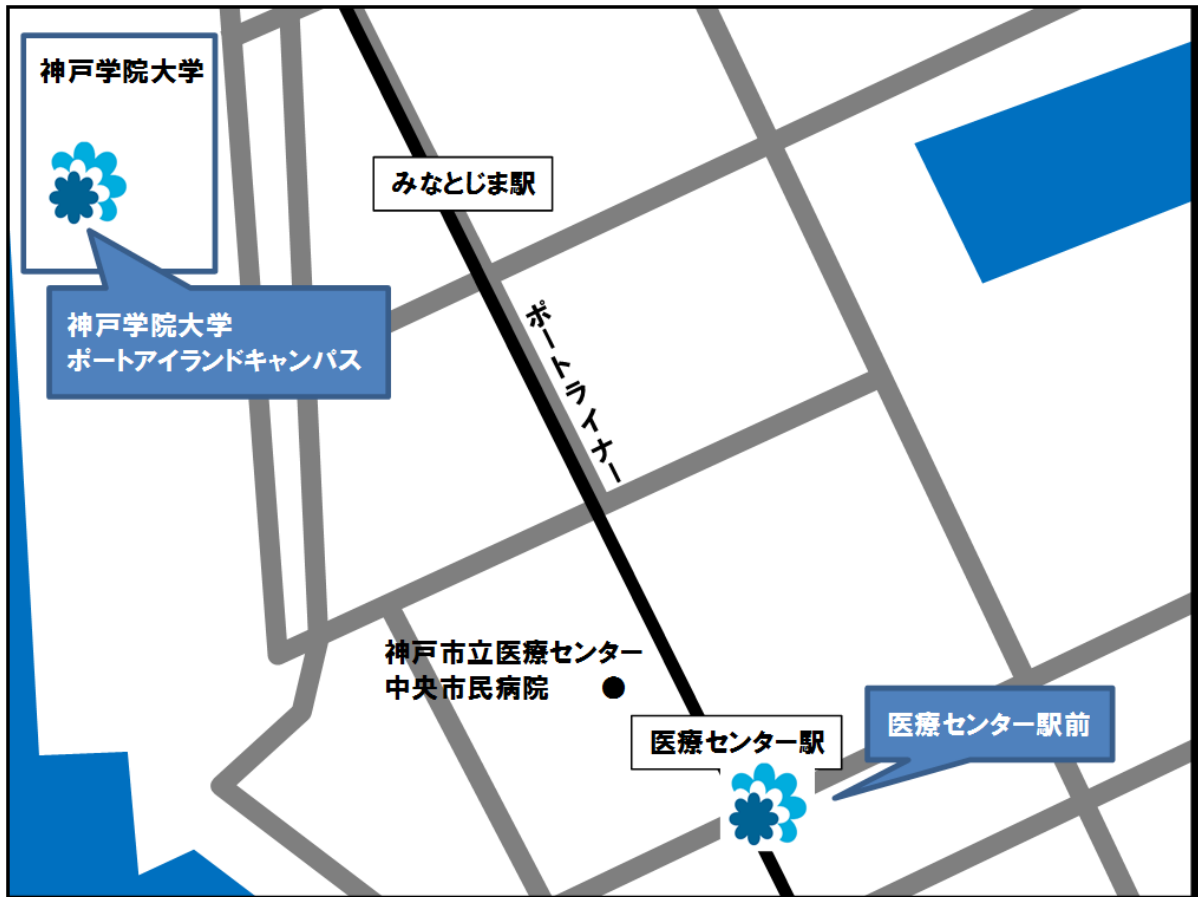 神戸学院大学
みなとじま駅
神戸学院大学
ポートアイランドキャンパス
ポートライナー
神戸市立医療センター
中央市民病院
医療センター駅
医療センター駅前